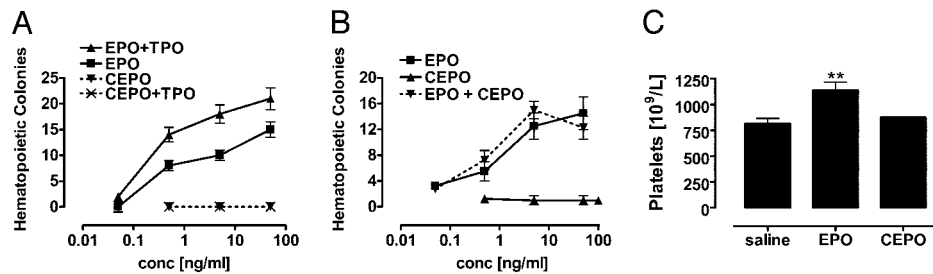 A
EPO+TPO
EPO
CEPO
CEPO+TPO
Hematopoietic Colonies
25
20
15
10
5
0
0.01 0.1 1 10 100
conc [ng/ml]
B
EPO
CEPO
EPO + CEPO
Hematopoietic Colonies
20
16
12
8
4
0
0.01 0.1 1 10 100
conc [ng/ml]
C
**
Platelets [10⁹/L]
1250
1000
750
500
250
0
saline EPO CEPO